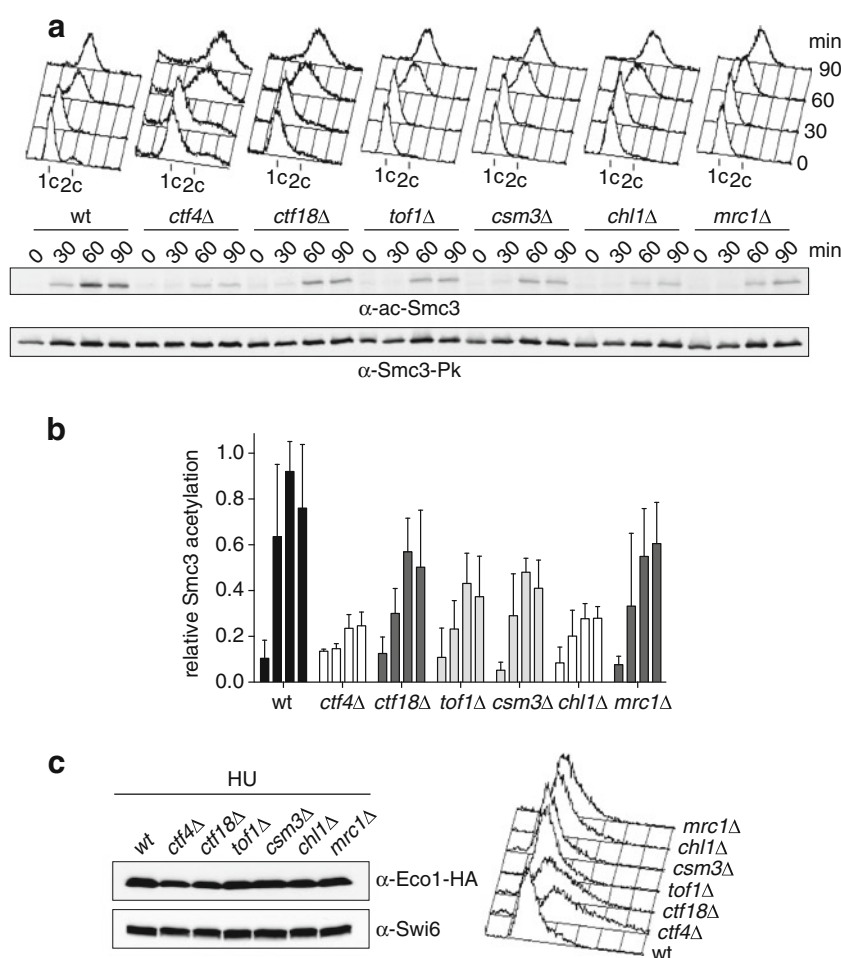 a
min
90
60
30
0
1c2c 1c2c 1c2c 1c2c 1c2c 1c2c 1c2c
wt ctf4Δ ctf18Δ tof1Δ csm3Δ chl1Δ mrc1Δ
0 30 60 90 0 30 60 90 0 30 60 90 0 30 60 90 0 30 60 90 0 30 60 90 0 30 60 90 min
α-ac-Smc3
α-Smc3-Pk
b
relative Smc3 acetylation
1.0
0.8
0.6
0.4
0.2
0.0
wt ctf4Δ ctf18Δ tof1Δ csm3Δ chl1Δ mrc1Δ
c
HU
wt ctf4Δ ctf18Δ tof1Δ csm3Δ chl1Δ mrc1Δ
α-Eco1-HA
α-Swi6
mrc1Δ
chl1Δ
csm3Δ
tof1Δ
ctf18Δ
ctf4Δ
wt